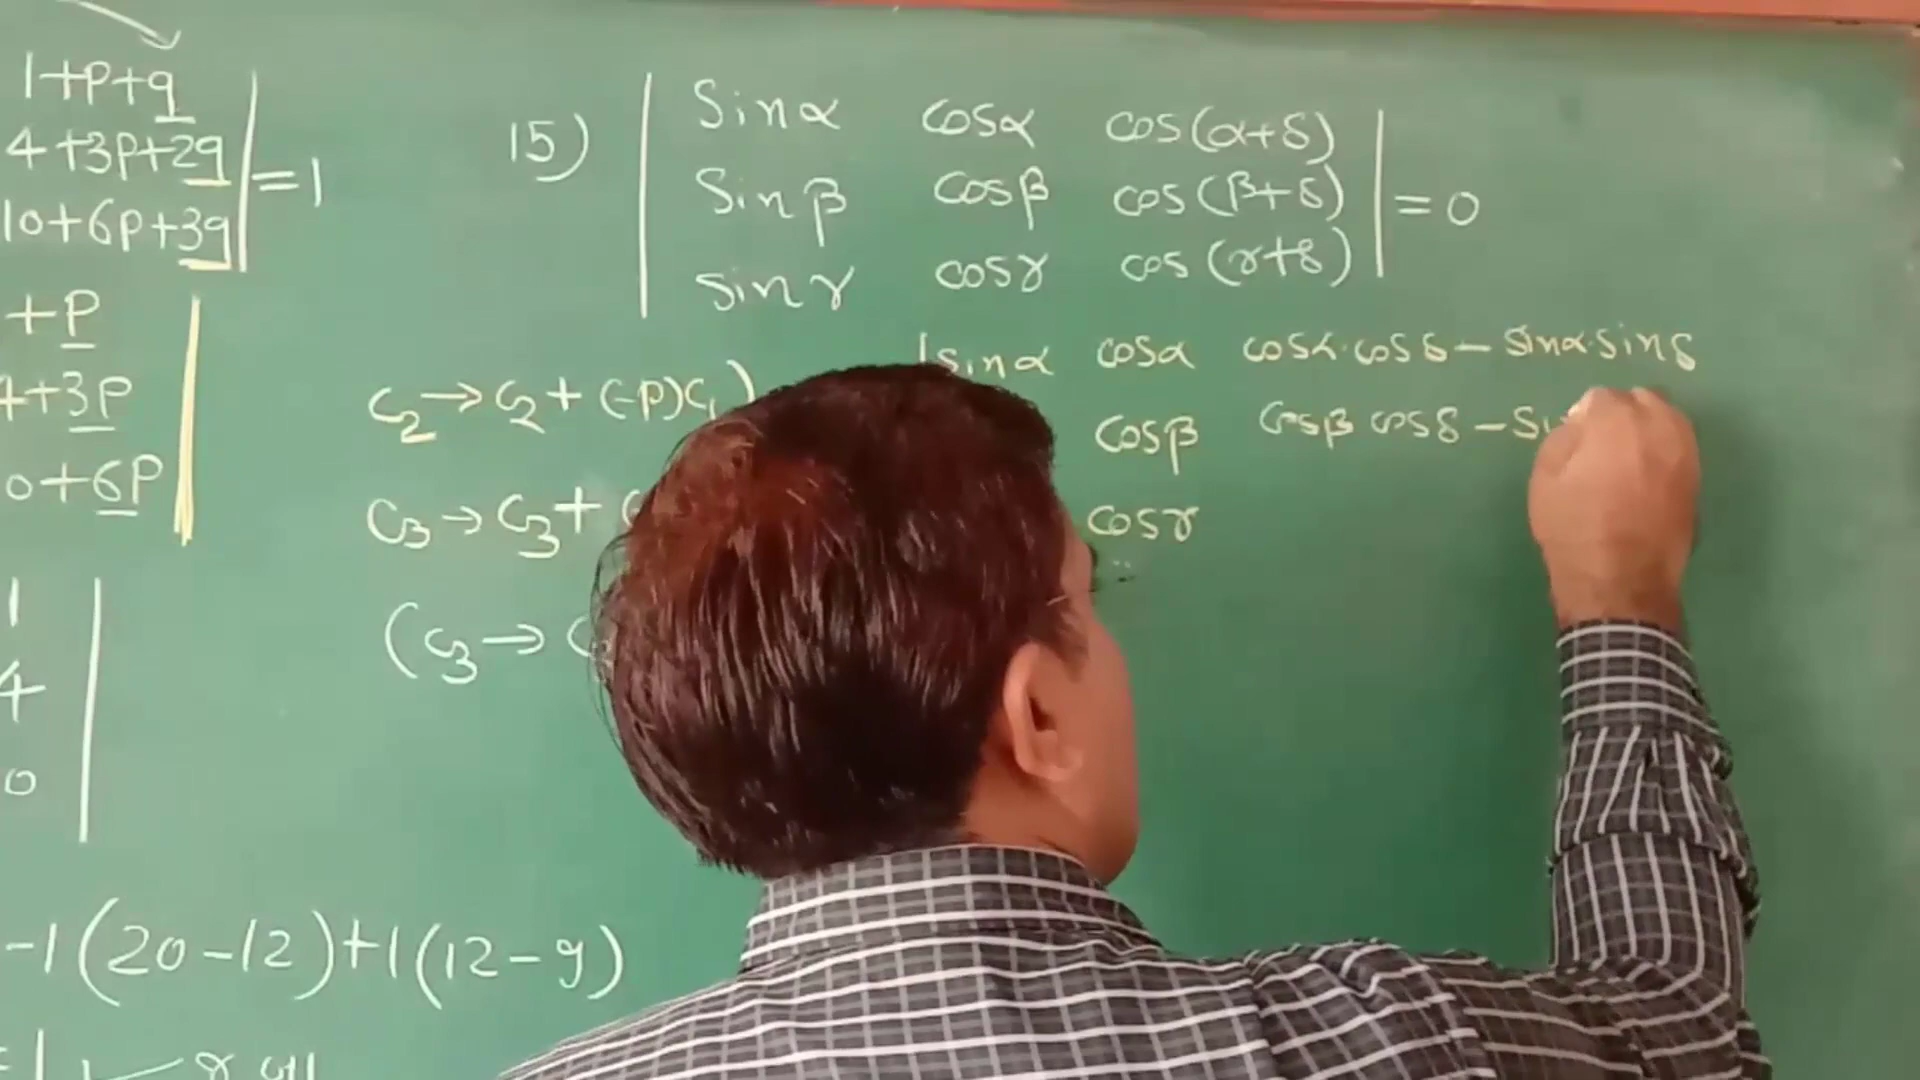 1+p+q
4+3p+2q =1
10+6p+3q
+p
4+3p
0+6p
1
4
0
-1(20-12)+1(12-9)
15)
Sinα cosα cos(α+δ)
Sinβ cosβ cos(β+δ) =0
sinγ cosγ cos(γ+δ)
sinα cosα cosα·cosδ-sinα·sinδ
cosβ cosβ cosδ-Si
cosγ
C2→C2+(-p)C1)
C3→C3+(
(C3→C